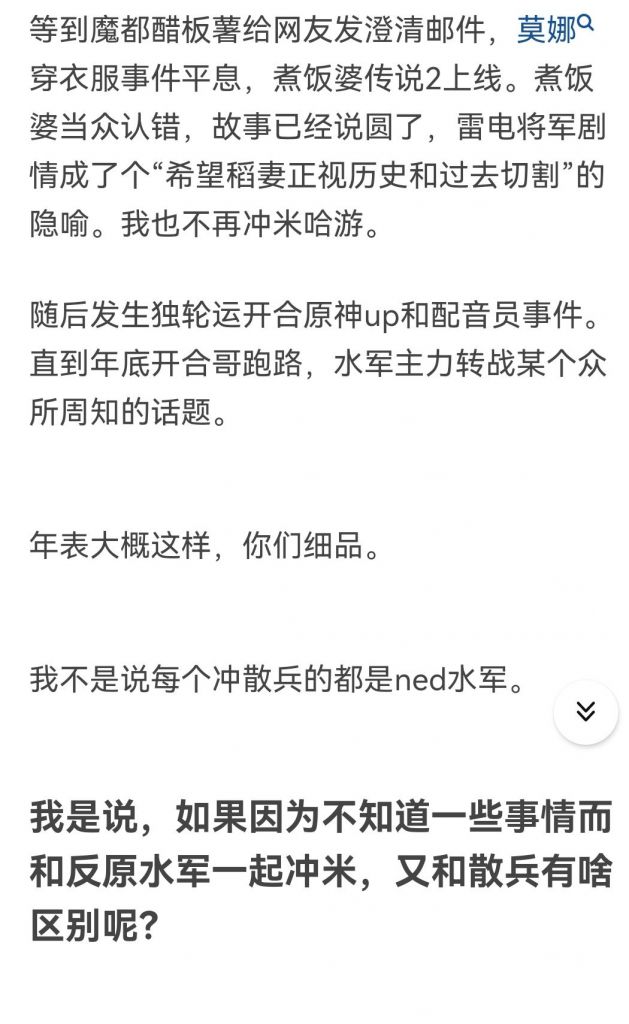 等到魔都醋板薯给网友发澄清邮件，莫娜
穿衣服事件平息，煮饭婆传说2上线。煮饭
婆当众认错，故事已经说圆了，雷电将军剧
情成了个“希望稻妻正视历史和过去切割”的
隐喻。我也不再冲米哈游。
随后发生独轮运开合原神up和配音员事件。
直到年底开合哥跑路，水军主力转战某个众
所周知的话题。
年表大概这样，你们细品。
我不是说每个冲散兵的都是ned水军。
我是说，如果因为不知道一些事情而
和反原水军一起冲米，又和散兵有啥
区别呢？